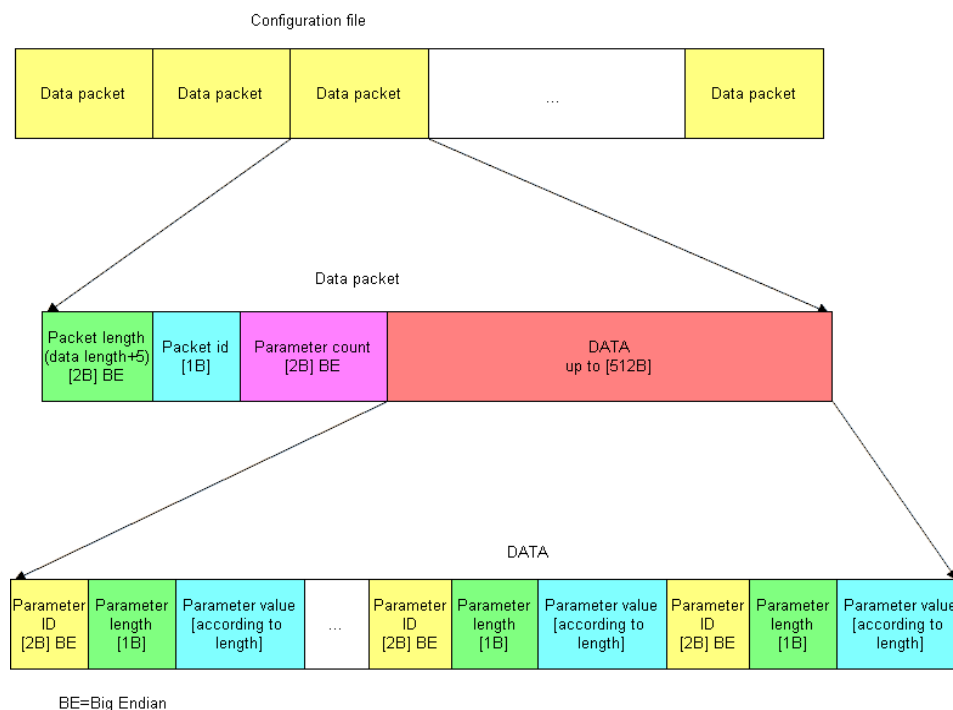 Configuration file
Data packet
Data packet
Data packet
...
Data packet
Data packet
Packet length
(data length+5)
[2B] BE
Packet id
[1B]
Parameter count
[2B] BE
DATA
up to [512B]
DATA
Parameter
ID
[2B] BE
Parameter
length
[1B]
Parameter value
[according to
length]
...
Parameter
ID
[2B] BE
Parameter
length
[1B]
Parameter value
[according to
length]
Parameter
ID
[2B] BE
Parameter
length
[1B]
Parameter value
[according to
length]
BE=Big Endian